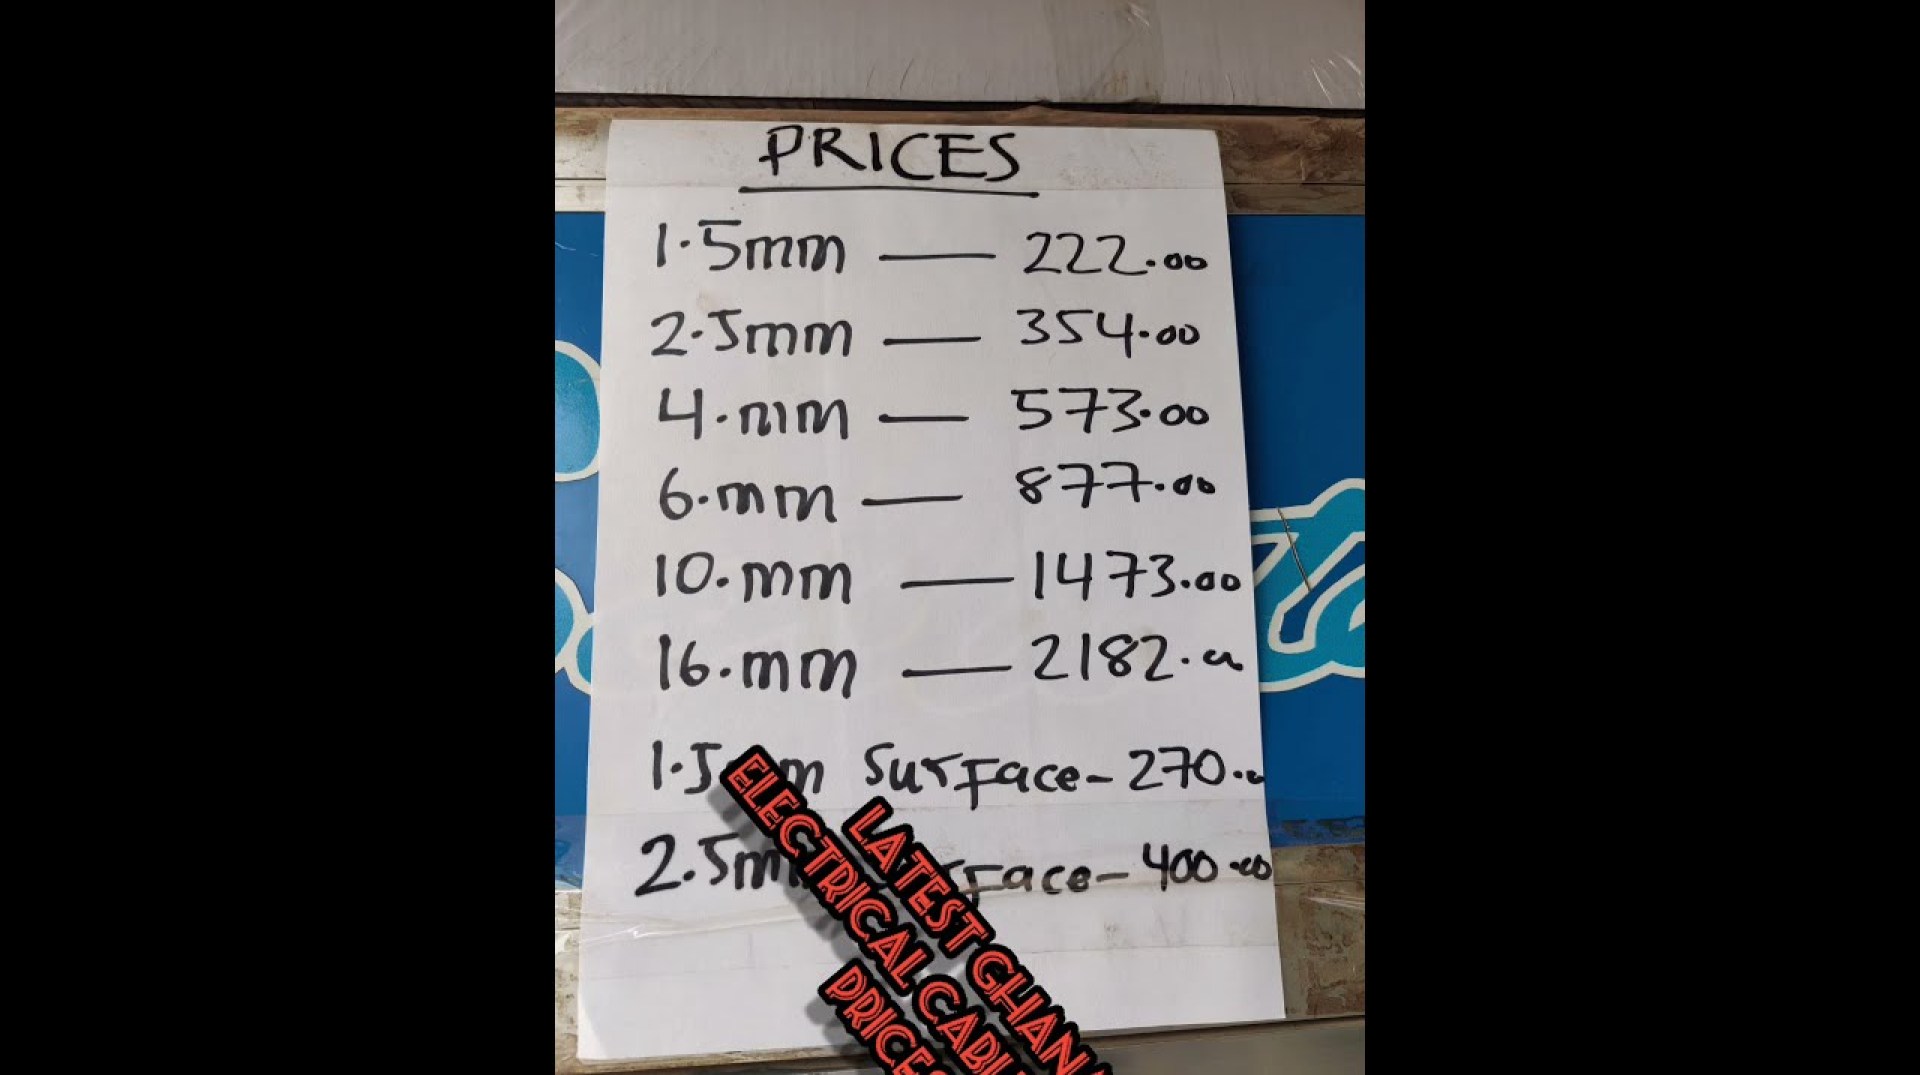 PRICES
1.5mm — 222.00
2.5mm — 354.00
4.mm — 573.00
6.mm — 877.00
10.mm — 1473.00
16.mm — 2182.00
1.5mm Surface - 270.00
2.5mm Surface - 400.00
LATEST GHANA
ELECTRICAL CABLE
PRICES